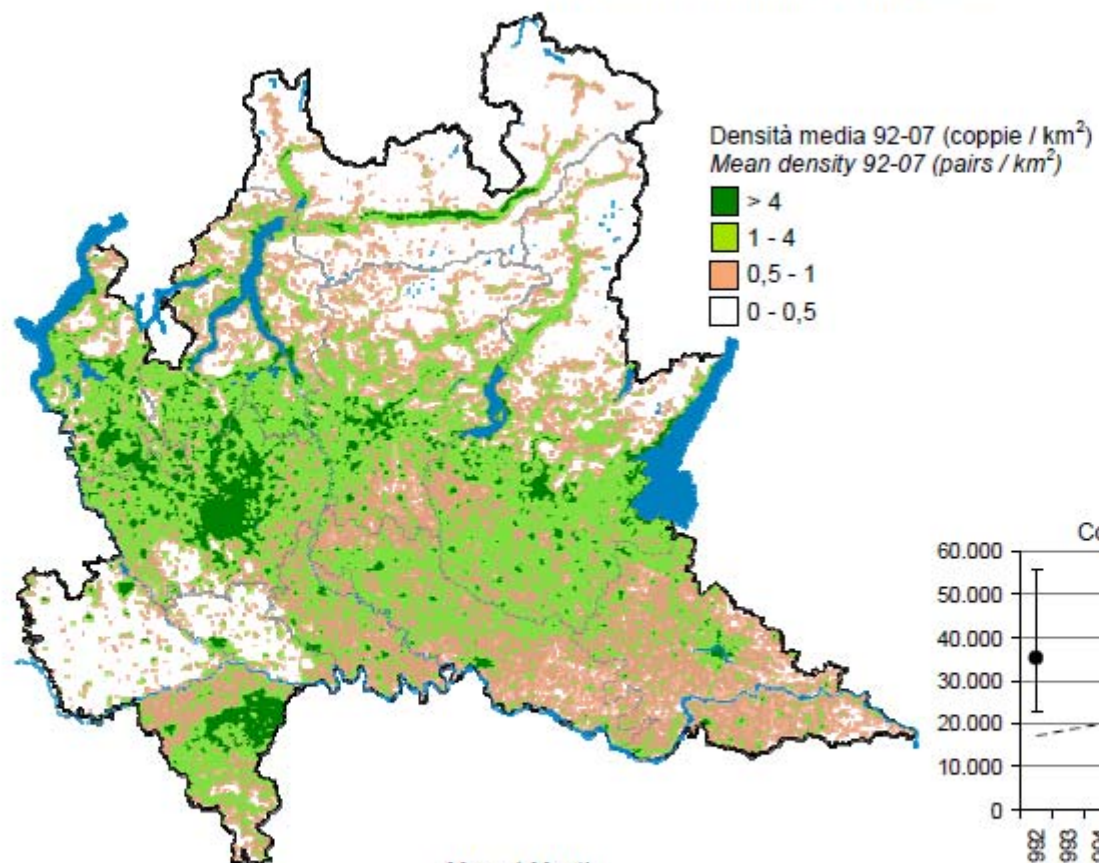 Densità media 92-07 (coppie / km²)
Mean density 92-07 (pairs / km²)
> 4
1 - 4
0,5 - 1
0 - 0,5
60.000
50.000
40.000
30.000
20.000
10.000
0